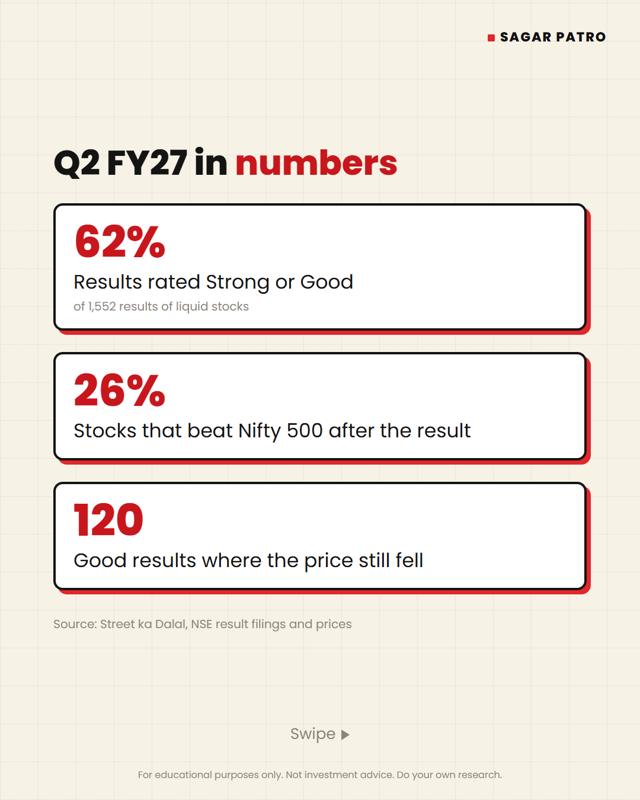 SAGAR PATRO
Q2 FY27 in numbers
62%
Results rated Strong or Good
of 1,552 results of liquid stocks
26%
Stocks that beat Nifty 500 after the result
120
Good results where the price still fell
Source: Street ka Dalal, NSE result filings and prices
Swipe ▶
For educational purposes only. Not investment advice. Do your own research.